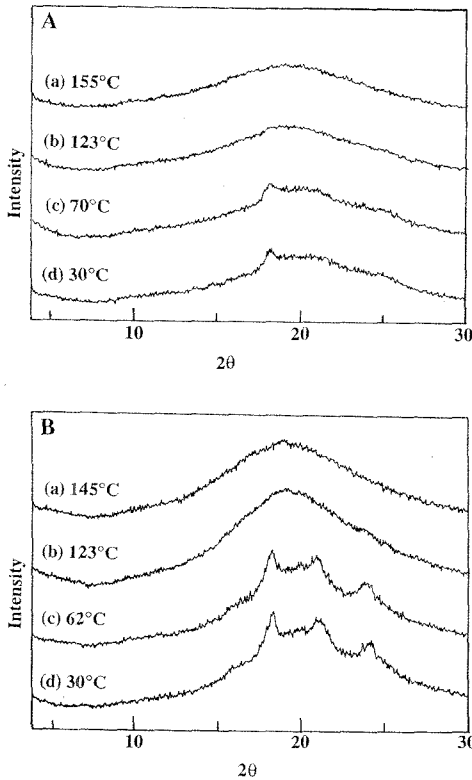 A
(a) 155°C
(b) 123°C
(c) 70°C
(d) 30°C
Intensity
10
20
30
2θ
B
(a) 145°C
(b) 123°C
(c) 62°C
(d) 30°C
Intensity
10
20
30
2θ